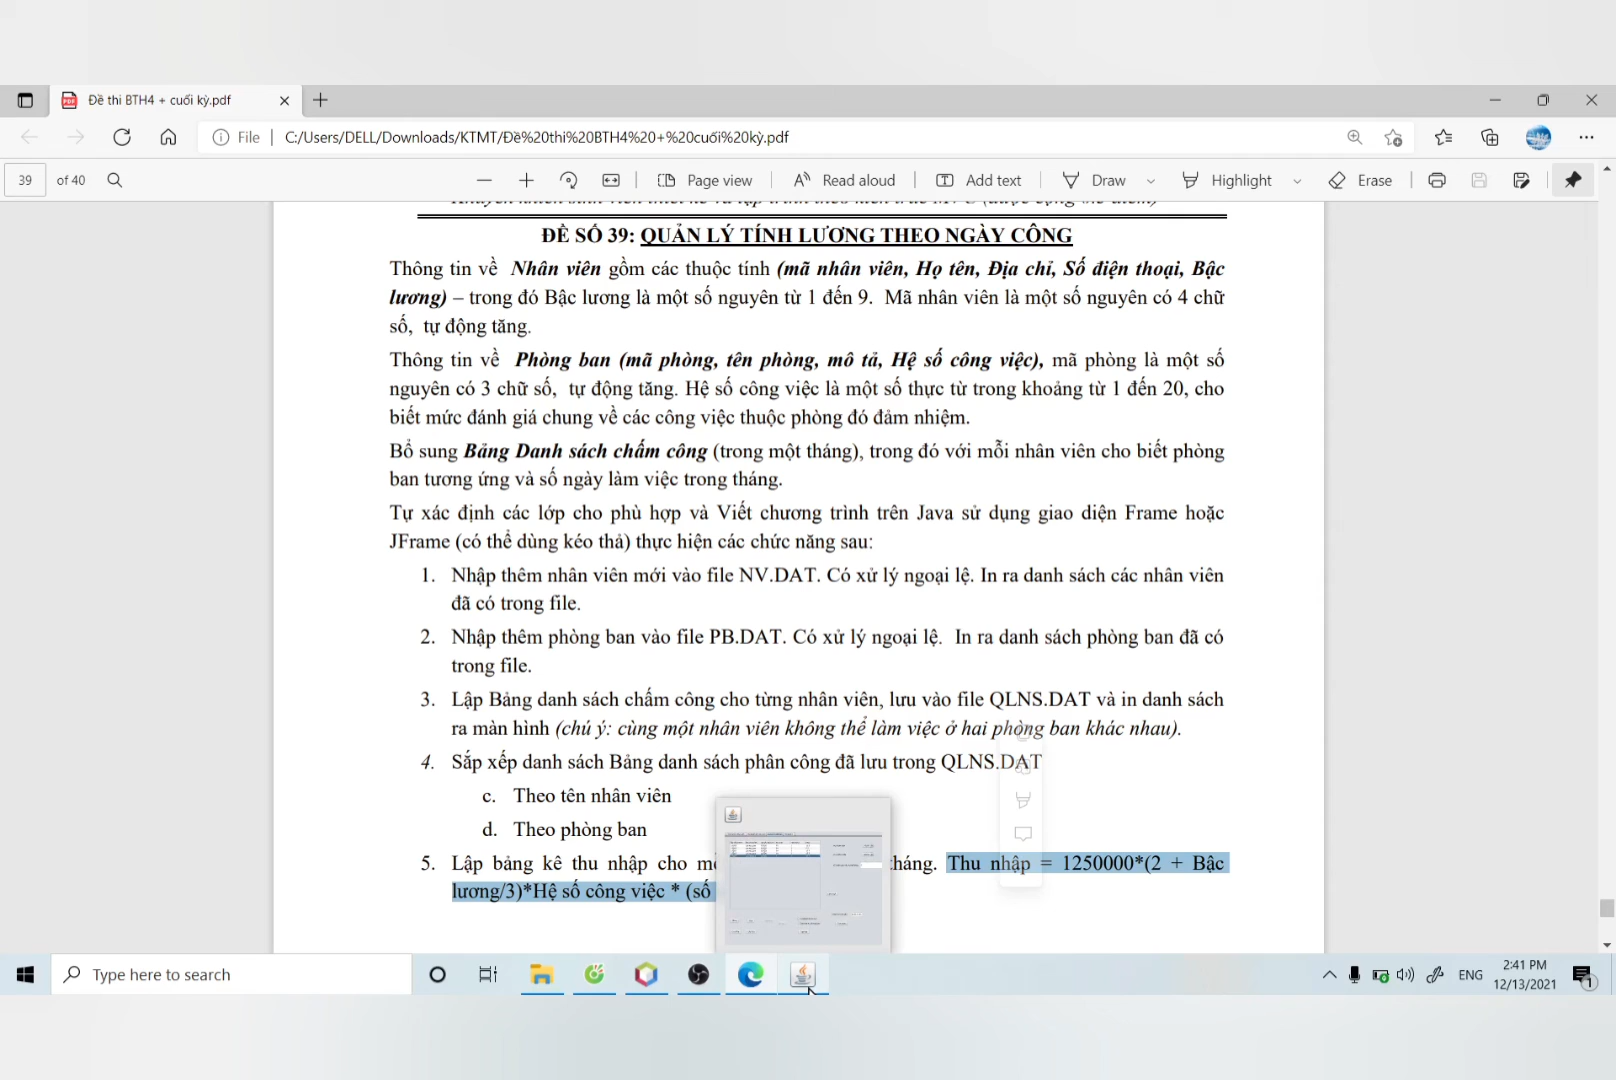 Đề thi BTH4 + cuối kỳ.pdf
File
C:/Users/DELL/Downloads/KTMT/Đề%20thi%20BTH4%20+%20cuối%20kỳ.pdf
39 of 40
Page view
Read aloud
Add text
Draw
Highlight
Erase
ĐỀ SỐ 39: QUẢN LÝ TÍNH LƯƠNG THEO NGÀY CÔNG
Thông tin về Nhân viên gồm các thuộc tính (mã nhân viên, Họ tên, Địa chỉ, Số điện thoại, Bậc
lương) – trong đó Bậc lương là một số nguyên từ 1 đến 9. Mã nhân viên là một số nguyên có 4 chữ
số, tự động tăng.
Thông tin về Phòng ban (mã phòng, tên phòng, mô tả, Hệ số công việc), mã phòng là một số
nguyên có 3 chữ số, tự động tăng. Hệ số công việc là một số thực từ trong khoảng từ 1 đến 20, cho
biết mức đánh giá chung về các công việc thuộc phòng đó đảm nhiệm.
Bổ sung Bảng Danh sách chấm công (trong một tháng), trong đó với mỗi nhân viên cho biết phòng
ban tương ứng và số ngày làm việc trong tháng.
Tự xác định các lớp cho phù hợp và Viết chương trình trên Java sử dụng giao diện Frame hoặc
JFrame (có thể dùng kéo thả) thực hiện các chức năng sau:
1. Nhập thêm nhân viên mới vào file NV.DAT. Có xử lý ngoại lệ. In ra danh sách các nhân viên
đã có trong file.
2. Nhập thêm phòng ban vào file PB.DAT. Có xử lý ngoại lệ. In ra danh sách phòng ban đã có
trong file.
3. Lập Bảng danh sách chấm công cho từng nhân viên, lưu vào file QLNS.DAT và in danh sách
ra màn hình (chú ý: cùng một nhân viên không thể làm việc ở hai phòng ban khác nhau).
4. Sắp xếp danh sách Bảng danh sách phân công đã lưu trong QLNS.DAT
c. Theo tên nhân viên
d. Theo phòng ban
5. Lập bảng kê thu nhập cho tháng. Thu nhập = 1250000*(2 + Bậc
lương/3)*Hệ số công việc * (số
Type here to search
ENG
2:41 PM
12/13/2021
1